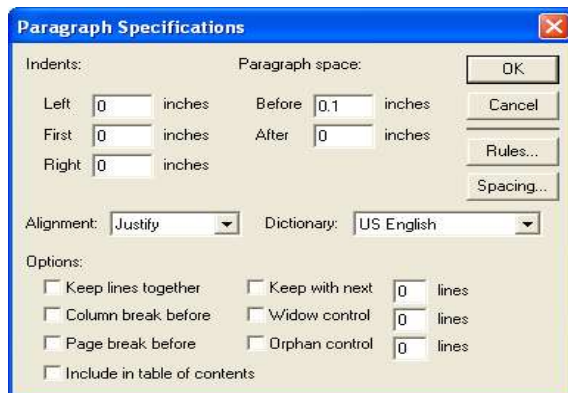 Paragraph Specifications
Indents: Paragraph space: OK
Left 0 inches Before 0.1 inches Cancel
First 0 inches After 0 inches
Rules...
Right 0 inches
Spacing...
Alignment: Justify Dictionary: US English
Options:
Keep lines together Keep with next 0 lines
Column break before Widow control 0 lines
Page break before Orphan control 0 lines
Include in table of contents